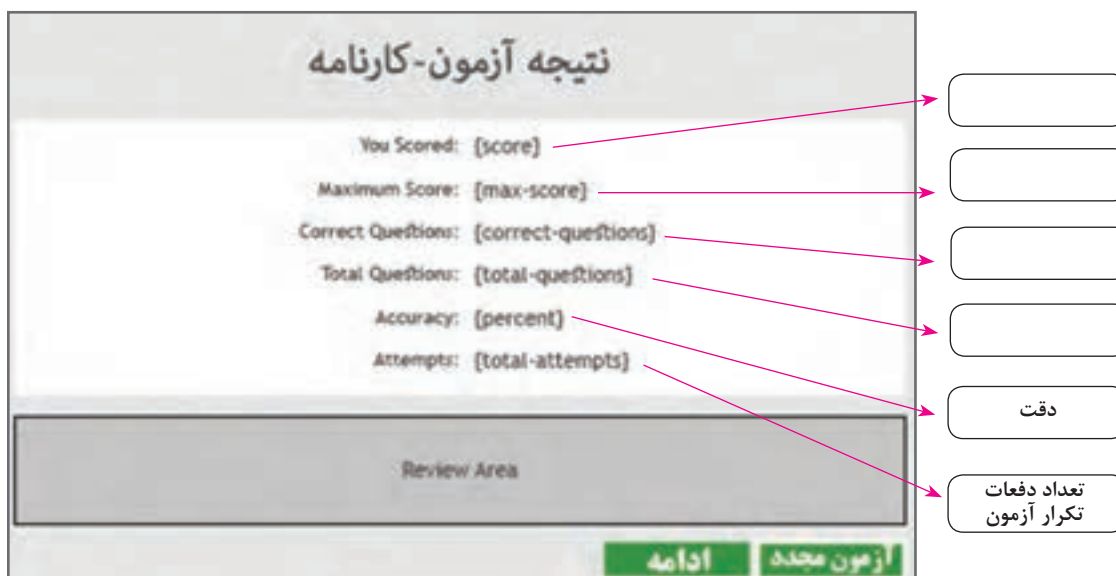 نتیجه آزمون-کارنامه
You Scored: {score}
Maximum Score: {max-score}
Correct Questions: {correct-questions}
Total Questions: {total-questions}
Accuracy: {percent}
Attempts: {total-attempts}
دقت
تعداد دفعات
تکرار آزمون
Review Area
آزمون مجدد
ادامه